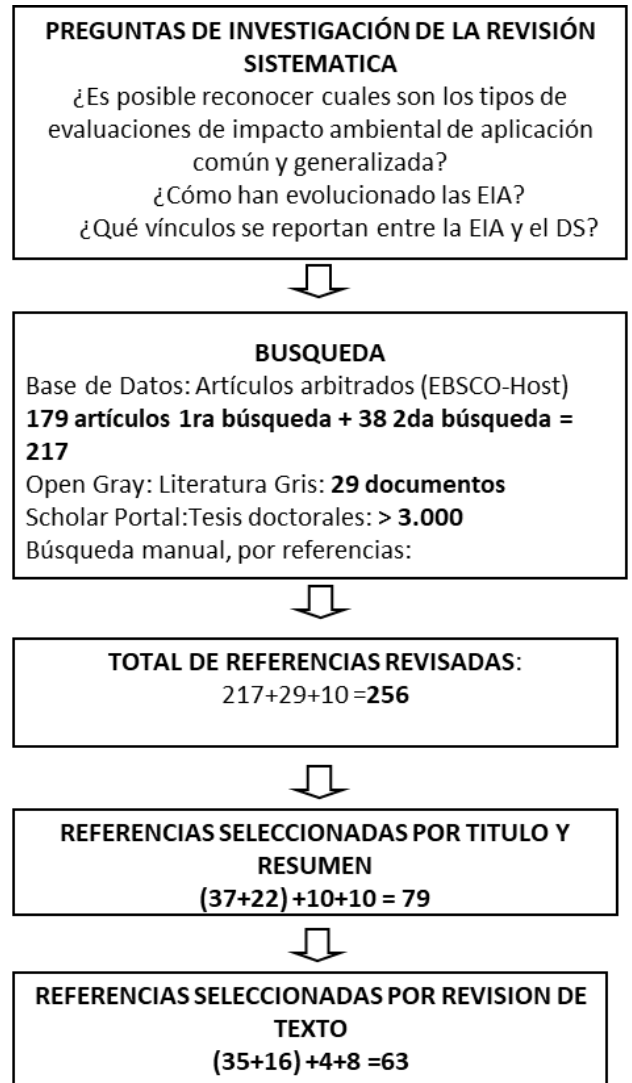 PREGUNTAS DE INVESTIGACIÓN DE LA REVISIÓN
SISTEMATICA
¿Es posible reconocer cuales son los tipos de
evaluaciones de impacto ambiental de aplicación
común y generalizada?
¿Cómo han evolucionado las EIA?
¿Qué vínculos se reportan entre la EIA y el DS?
BUSQUEDA
Base de Datos: Artículos arbitrados (EBSCO-Host)
179 artículos 1ra búsqueda + 38 2da búsqueda =
217
Open Gray: Literatura Gris: 29 documentos
Scholar Portal:Tesis doctorales: > 3.000
Búsqueda manual, por referencias:
TOTAL DE REFERENCIAS REVISADAS:
217+29+10 =256
REFERENCIAS SELECCIONADAS POR TITULO Y
RESUMEN
(37+22) +10+10 = 79
REFERENCIAS SELECCIONADAS POR REVISION DE
TEXTO
(35+16) +4+8 =63